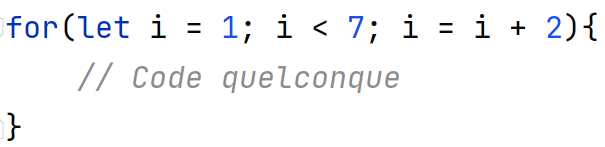 for(let i = 1; i < 7; i = i + 2){
    // Code quelconque
}